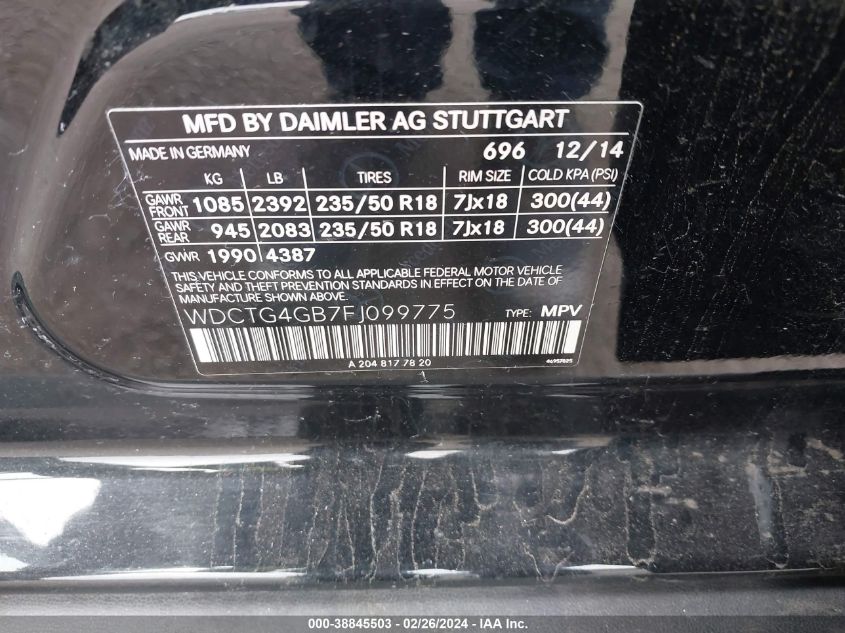 MFD BY DAIMLER AG STUTTGART
MADE IN GERMANY 696 12/14
KG LB TIRES RIM SIZE COLD KPA (PSI)
GAWR FRONT 1085 2392 235/50 R18 7Jx18 300(44)
GAWR REAR 945 2083 235/50 R18 7Jx18 300(44)
GVWR 1990 4387
THIS VEHICLE CONFORMS TO ALL APPLICABLE FEDERAL MOTOR VEHICLE
SAFETY AND THEFT PREVENTION STANDARDS IN EFFECT ON THE DATE
OF MANUFACTURE SHOWN ABOVE.
WDCTG4GB7FJ099775 TYPE: MPV
A 204 817 78 20
000-38845503 - 02/26/2024 - IAA Inc.